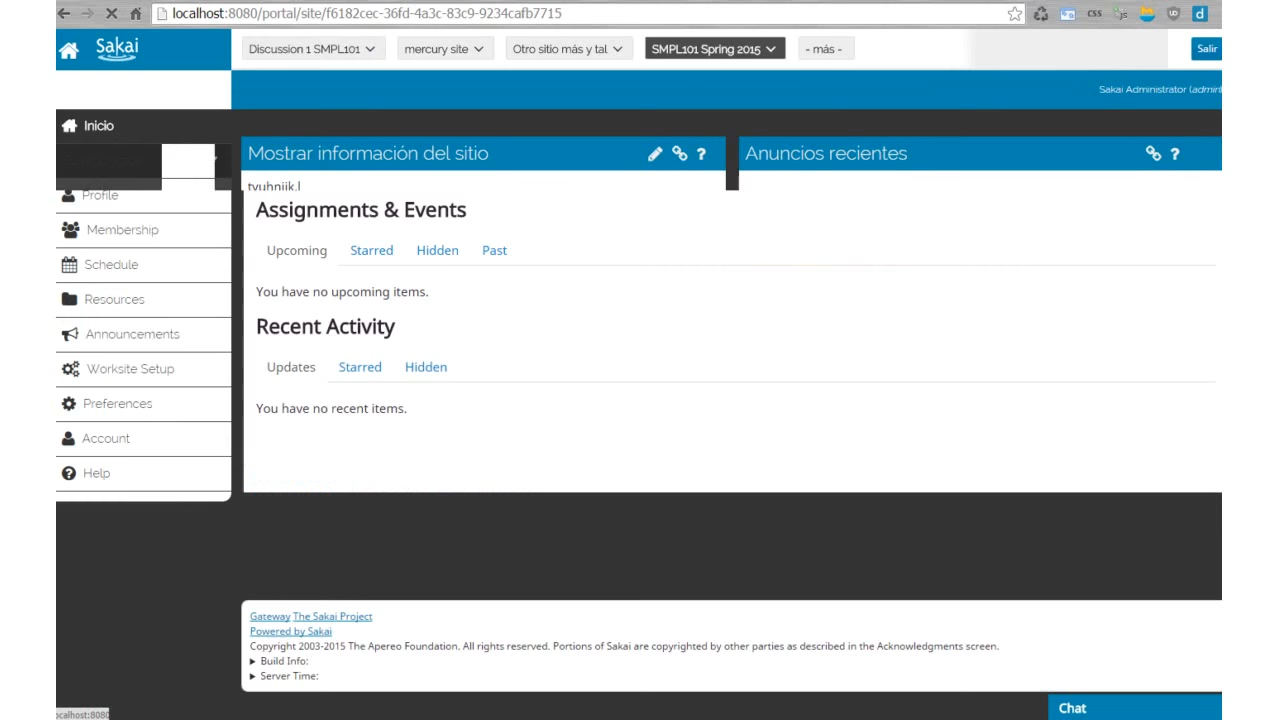 localhost:8080/portal/site/f6182cec-36fd-4a3c-83c9-9234cafb7715
CSS
js
d
Sakai
Discussion 1 SMPL101
mercury site
Otro sitio más y tal
SMPL101 Spring 2015
- más -
Salir
Sakai Administrator (admin
Inicio
Mostrar información del sitio
?
Anuncios recientes
?
Profile
Membership
Schedule
Resources
Announcements
Worksite Setup
Preferences
Account
Help
Assignments & Events
Upcoming Starred Hidden Past
You have no upcoming items.
Recent Activity
Updates Starred Hidden
You have no recent items.
Gateway The Sakai Project
Powered by Sakai
Copyright 2003-2015 The Apereo Foundation. All rights reserved. Portions of Sakai are copyrighted by other parties as described in the Acknowledgments screen.
Build Info:
Server Time:
Chat
ocalhost:8080